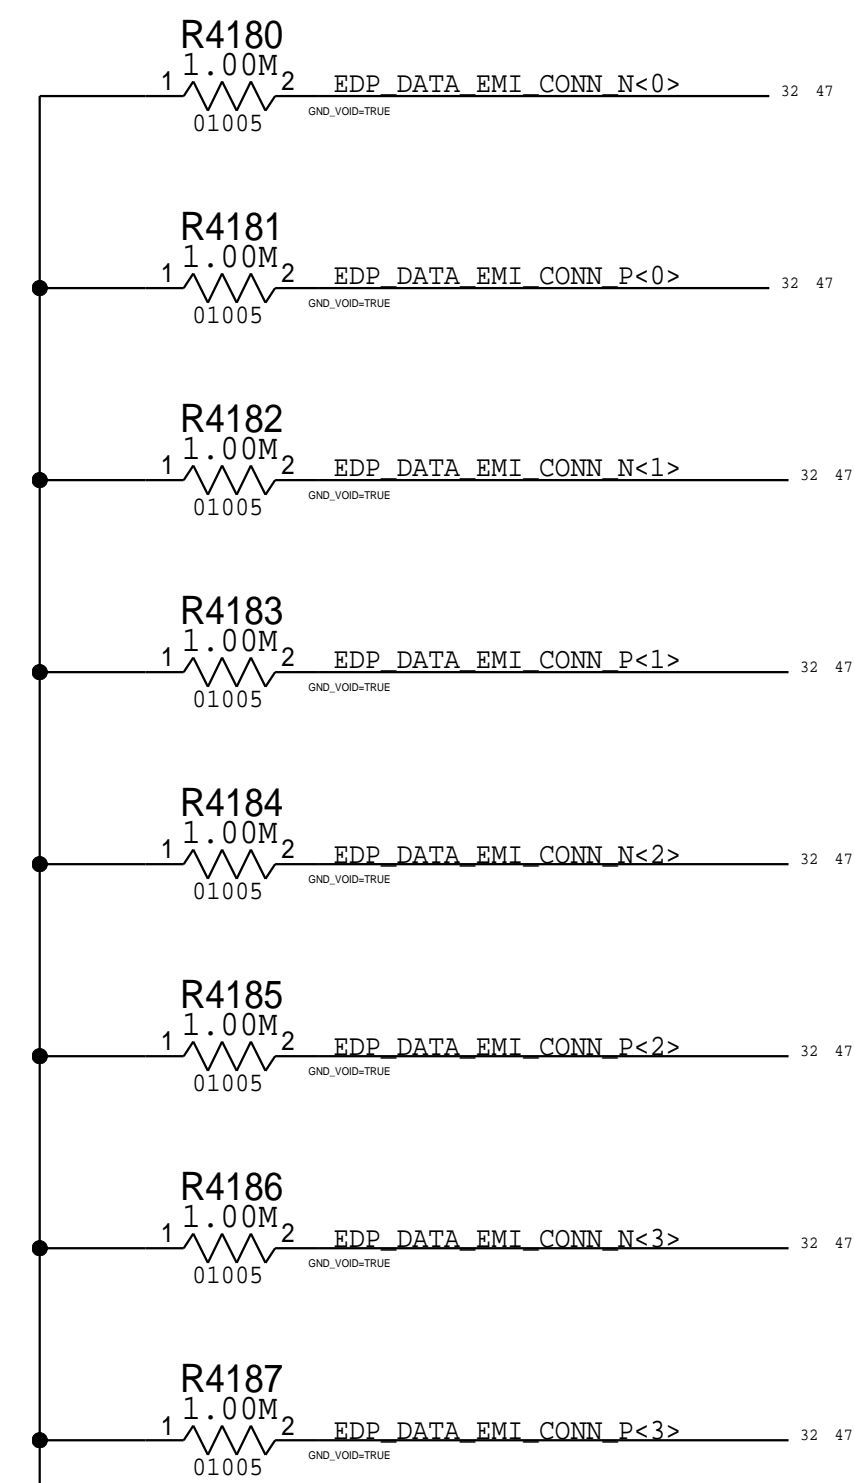 R4180
1.00M
1 2 EDP_DATA_EMI_CONN_N<0> 32 47
GND_VOID=TRUE
01005
R4181
1.00M
1 2 EDP_DATA_EMI_CONN_P<0> 32 47
GND_VOID=TRUE
01005
R4182
1.00M
1 2 EDP_DATA_EMI_CONN_N<1> 32 47
GND_VOID=TRUE
01005
R4183
1.00M
1 2 EDP_DATA_EMI_CONN_P<1> 32 47
GND_VOID=TRUE
01005
R4184
1.00M
1 2 EDP_DATA_EMI_CONN_N<2> 32 47
GND_VOID=TRUE
01005
R4185
1.00M
1 2 EDP_DATA_EMI_CONN_P<2> 32 47
GND_VOID=TRUE
01005
R4186
1.00M
1 2 EDP_DATA_EMI_CONN_N<3> 32 47
GND_VOID=TRUE
01005
R4187
1.00M
1 2 EDP_DATA_EMI_CONN_P<3> 32 47
GND_VOID=TRUE
01005